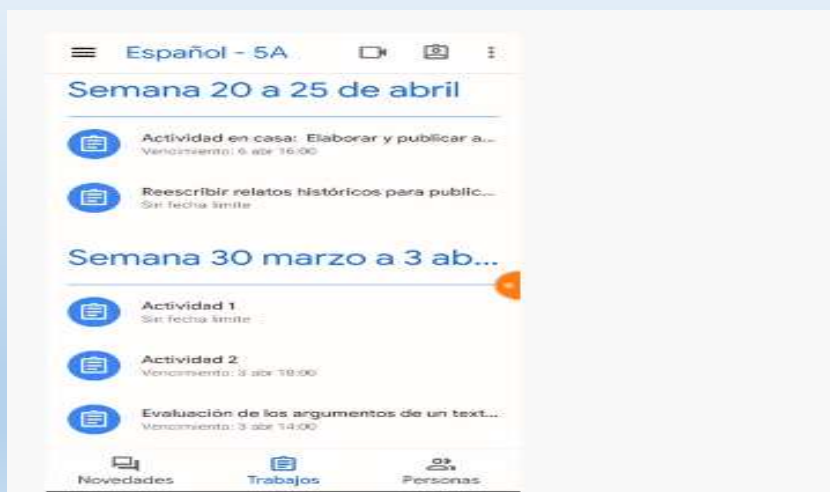 Español - 5A
Semana 20 a 25 de abril
Actividad en casa: Elaborar y publicar a...
Vencimiento: 6 abr 16:00
Reescribir relatos históricos para public...
Sin fecha límite
Semana 30 marzo a 3 ab...
Actividad 1
Sin fecha límite
Actividad 2
Vencimiento: 3 abr 18:00
Evaluación de los argumentos de un text...
Vencimiento: 3 abr 14:00
Novedades Trabajos Personas